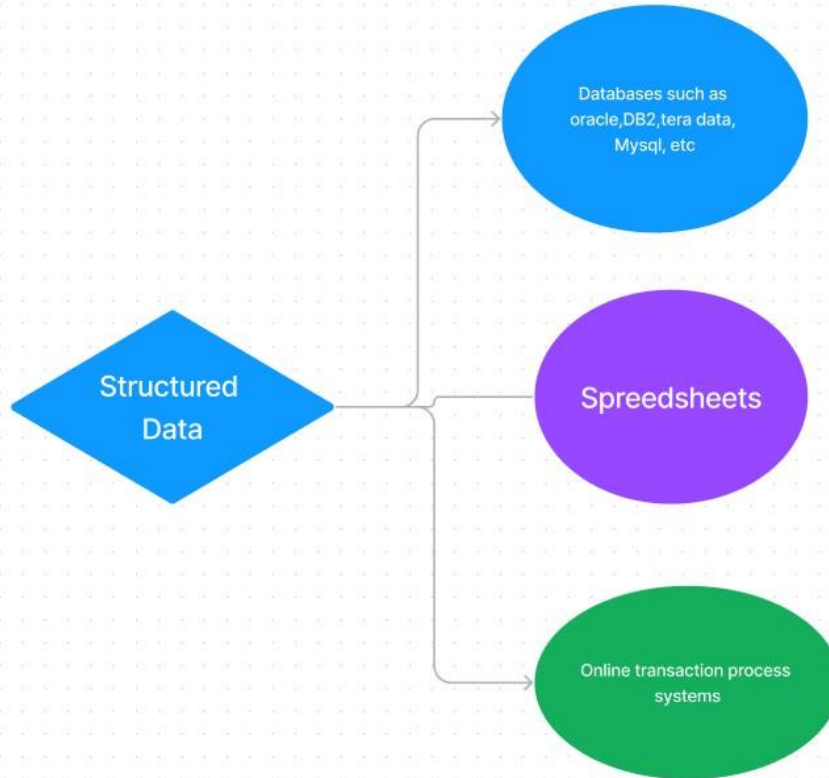 Databases such as
oracle,DB2,tera data,
Mysql, etc
Structured
Data
Spreedsheets
Online transaction process
systems